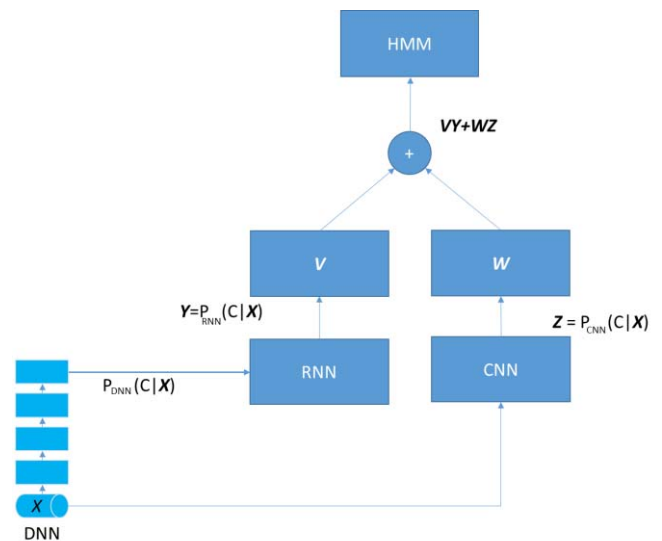 HMM
VY+WZ
+
V
W
Y=P_RNN(C|X)
Z = P_CNN(C|X)
RNN
CNN
P_DNN(C|X)
X
DNN